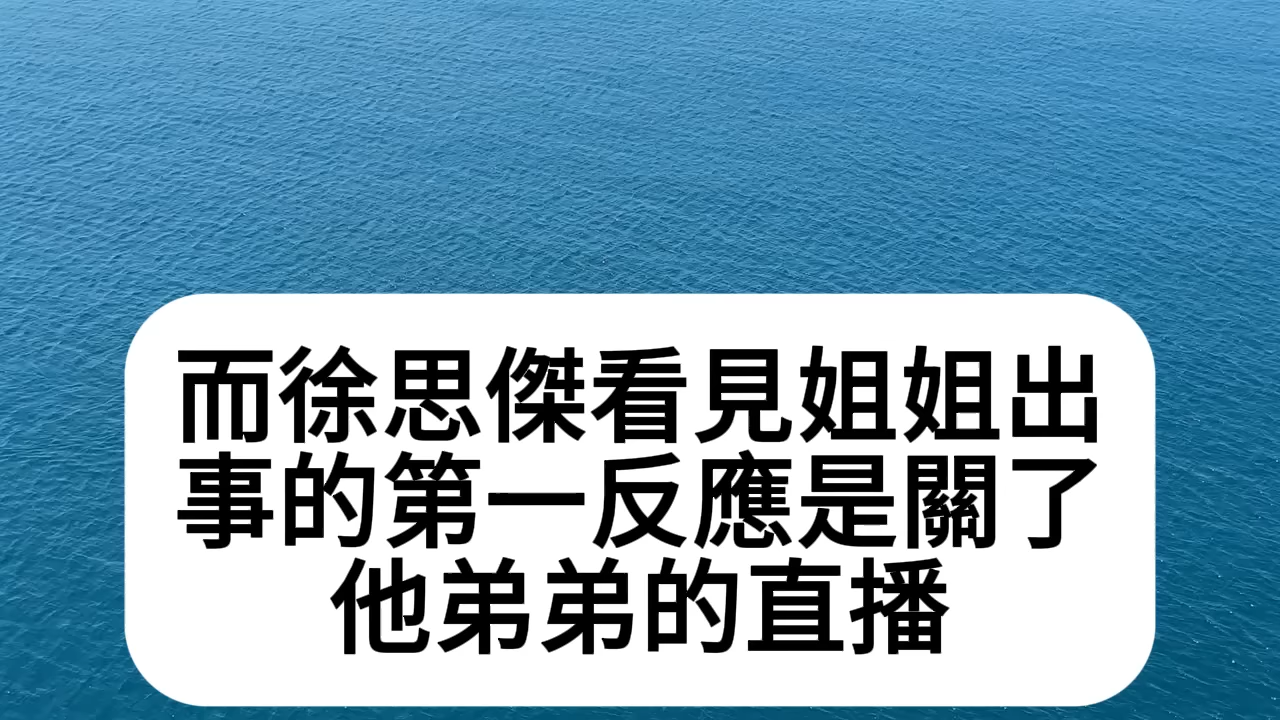 而徐思傑看見姐姐出
事的第一反應是關了
他弟弟的直播